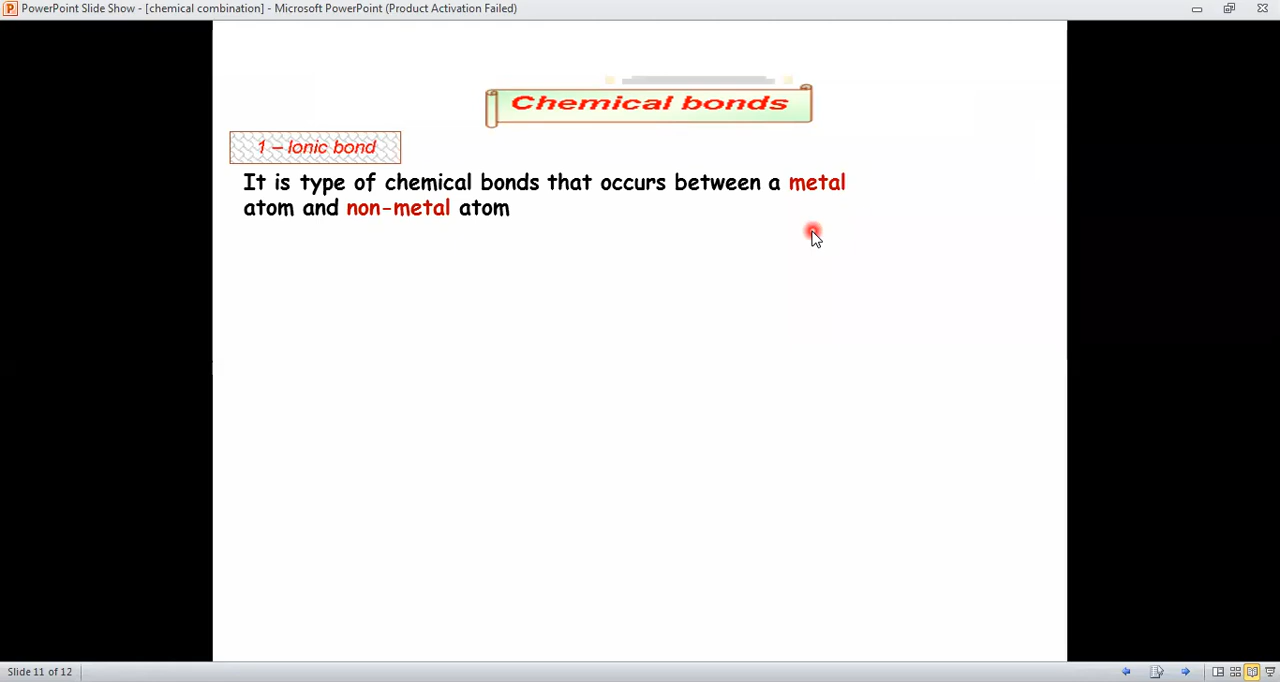 PowerPoint Slide Show - [chemical combination] - Microsoft PowerPoint (Product Activation Failed)
Chemical bonds
1 – Ionic bond
It is type of chemical bonds that occurs between a metal
atom and non-metal atom
Slide 11 of 12